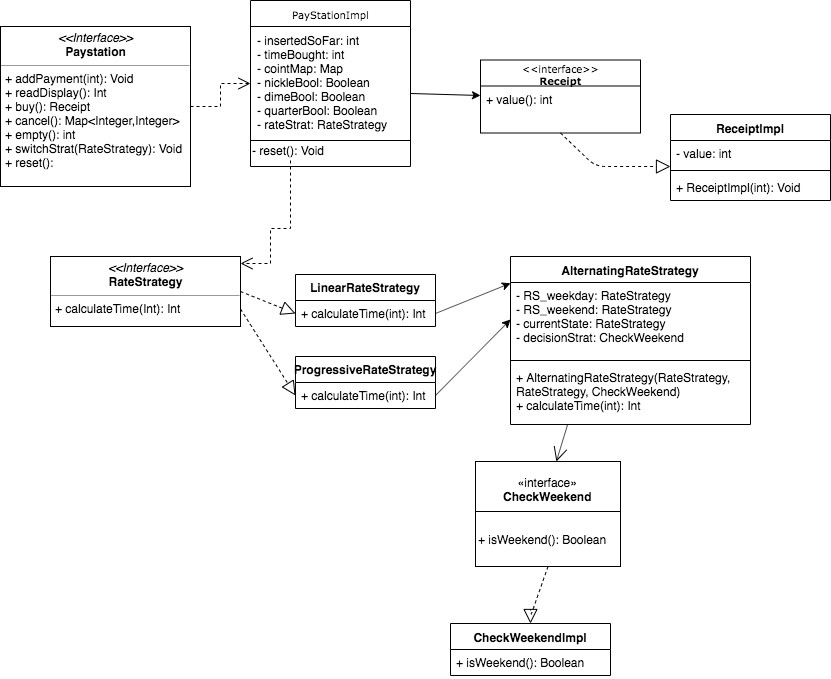 <<Interface>>
Paystation
+ addPayment(int): Void
+ readDisplay(): Int
+ buy(): Receipt
+ cancel(): Map<Integer,Integer>
+ empty(): int
+ switchStrat(RateStrategy): Void
+ reset():
PayStationImpl
- insertedSoFar: int
- timeBought: int
- cointMap: Map
- nickleBool: Boolean
- dimeBool: Boolean
- quarterBool: Boolean
- rateStrat: RateStrategy
- reset(): Void
<<interface>>
Receipt
+ value(): int
ReceiptImpl
- value: int
+ ReceiptImpl(int): Void
<<Interface>>
RateStrategy
+ calculateTime(Int): Int
LinearRateStrategy
+ calculateTime(int): Int
ProgressiveRateStrategy
+ calculateTime(int): Int
AlternatingRateStrategy
- RS_weekday: RateStrategy
- RS_weekend: RateStrategy
- currentState: RateStrategy
- decisionStrat: CheckWeekend
+ AlternatingRateStrategy(RateStrategy,
RateStrategy, CheckWeekend)
+ calculateTime(int): Int
«interface»
CheckWeekend
+ isWeekend(): Boolean
CheckWeekendImpl
+ isWeekend(): Boolean